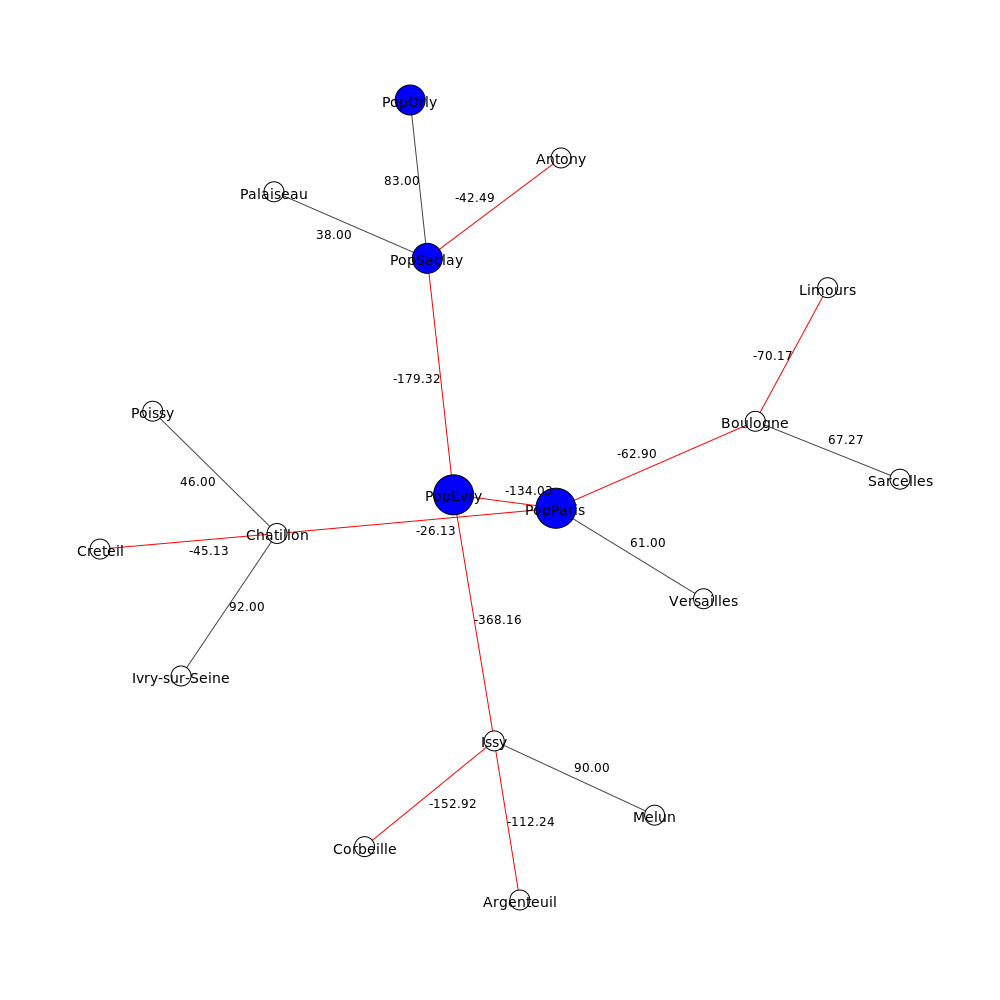 PopOrly
Antony
83.00
Palaiseau
-42.49
38.00
PopSaclay
Limours
-70.17
-179.32
Poissy
Boulogne
67.27
-62.90
46.00
Sarcelles
-134.03
PopEvry
PopParis
-26.13
Chatillon
61.00
Creteil
-45.13
Versailles
92.00
-368.16
Ivry-sur-Seine
Issy
90.00
-152.92
Melun
-112.24
Corbeille
Argenteuil